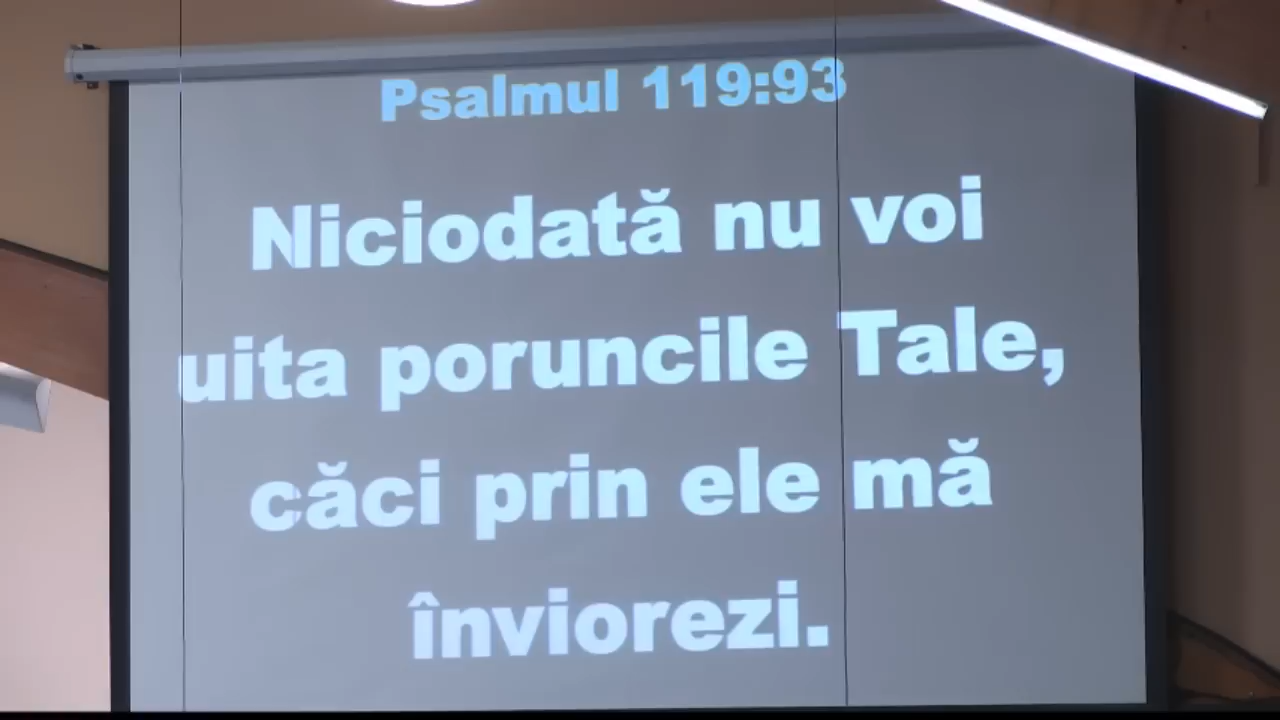 Psalmul 119:93
Niciodată nu voi
uita poruncile Tale,
căci prin ele mă
înviorezi.